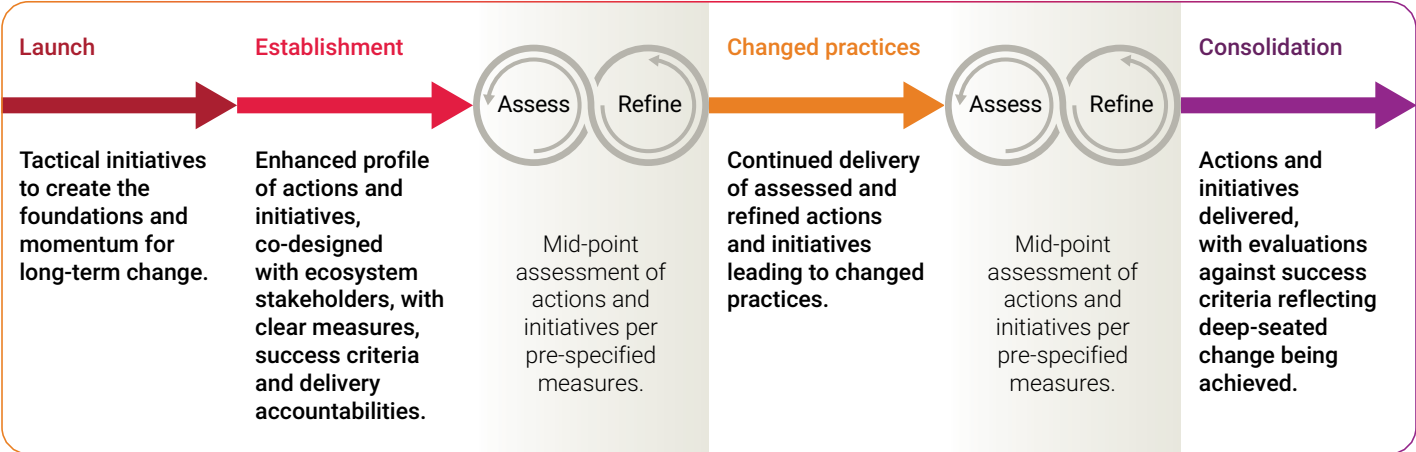 Launch
Tactical initiatives
to create the
foundations and
momentum for
long-term change.
Establishment
Enhanced profile
of actions and
initiatives,
co-designed
with ecosystem
stakeholders, with
clear measures,
success criteria
and delivery
accountabilities.
Assess
Refine
Mid-point
assessment of
actions and
initiatives per
pre-specified
measures.
Changed practices
Continued delivery
of assessed and
refined actions
and initiatives
leading to changed
practices.
Assess
Refine
Mid-point
assessment of
actions and
initiatives per
pre-specified
measures.
Consolidation
Actions and
initiatives
delivered,
with evaluations
against success
criteria reflecting
deep-seated
change being
achieved.